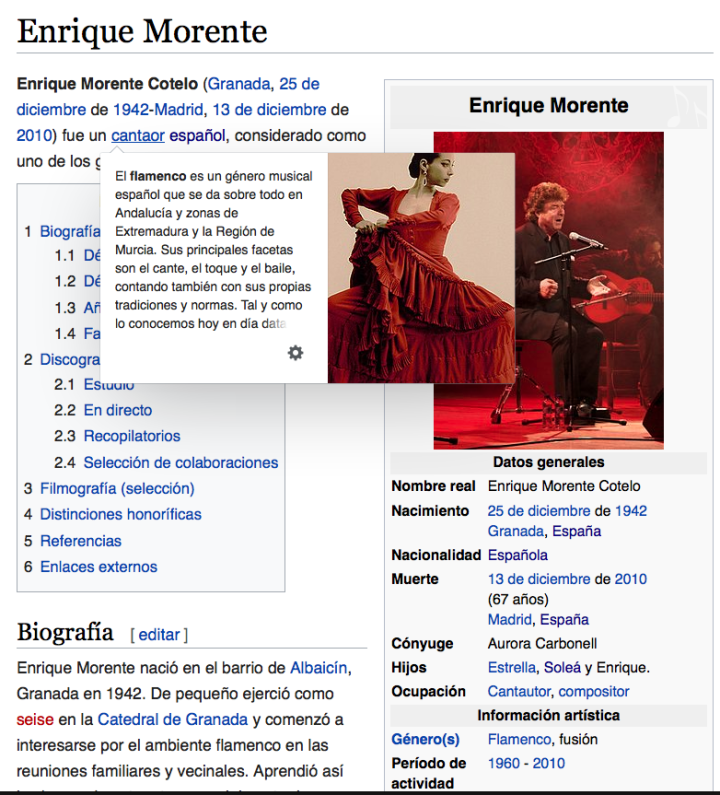 Enrique Morente
Enrique Morente Cotelo (Granada, 25 de
diciembre de 1942-Madrid, 13 de diciembre de
2010) fue un cantaor español, considerado como
uno de los
El flamenco es un género musical
español que se da sobre todo en
Andalucía y zonas de
Extremadura y la Región de
Murcia. Sus principales facetas
son el cante, el toque y el baile,
contando también con sus propias
tradiciones y normas. Tal y como
lo conocemos hoy en día data
1 Biografía
1.1
1.2
1.3
1.4
2 Discogra
2.1 Estudio
2.2 En directo
2.3 Recopilatorios
2.4 Selección de colaboraciones
3 Filmografía (selección)
4 Distinciones honoríficas
5 Referencias
6 Enlaces externos
Biografía [ editar ]
Enrique Morente nació en el barrio de Albaicín,
Granada en 1942. De pequeño ejerció como
seise en la Catedral de Granada y comenzó a
interesarse por el ambiente flamenco en las
reuniones familiares y vecinales. Aprendió así
Enrique Morente
Datos generales
Nombre real Enrique Morente Cotelo
Nacimiento 25 de diciembre de 1942
Granada, España
Nacionalidad Española
Muerte 13 de diciembre de 2010
(67 años)
Madrid, España
Cónyuge Aurora Carbonell
Hijos Estrella, Soleá y Enrique.
Ocupación Cantautor, compositor
Información artística
Género(s) Flamenco, fusión
Período de 1960 - 2010
actividad